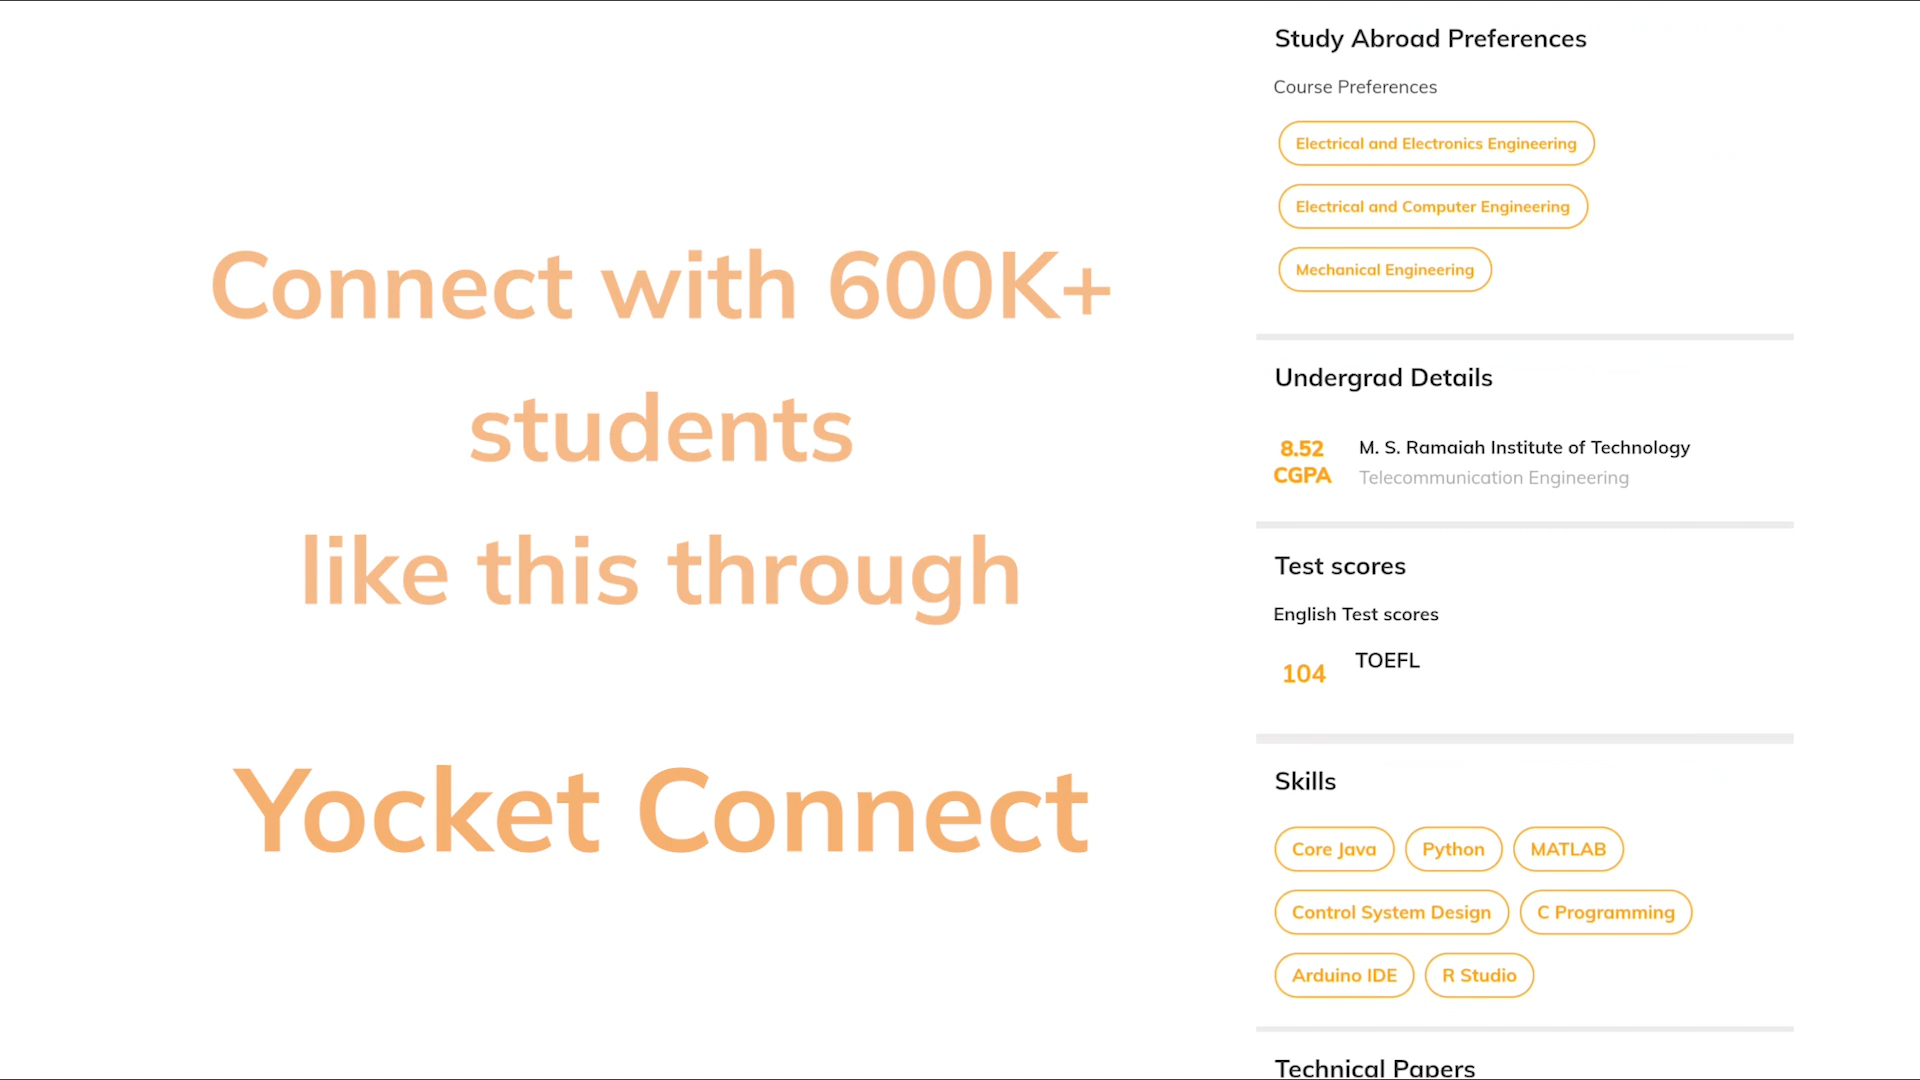 Connect with 600K+
students
like this through
Yocket Connect
Study Abroad Preferences
Course Preferences
Electrical and Electronics Engineering
Electrical and Computer Engineering
Mechanical Engineering
Undergrad Details
8.52 M. S. Ramaiah Institute of Technology
CGPA Telecommunication Engineering
Test scores
English Test scores
104 TOEFL
Skills
Core Java Python MATLAB
Control System Design C Programming
Arduino IDE R Studio
Technical Papers